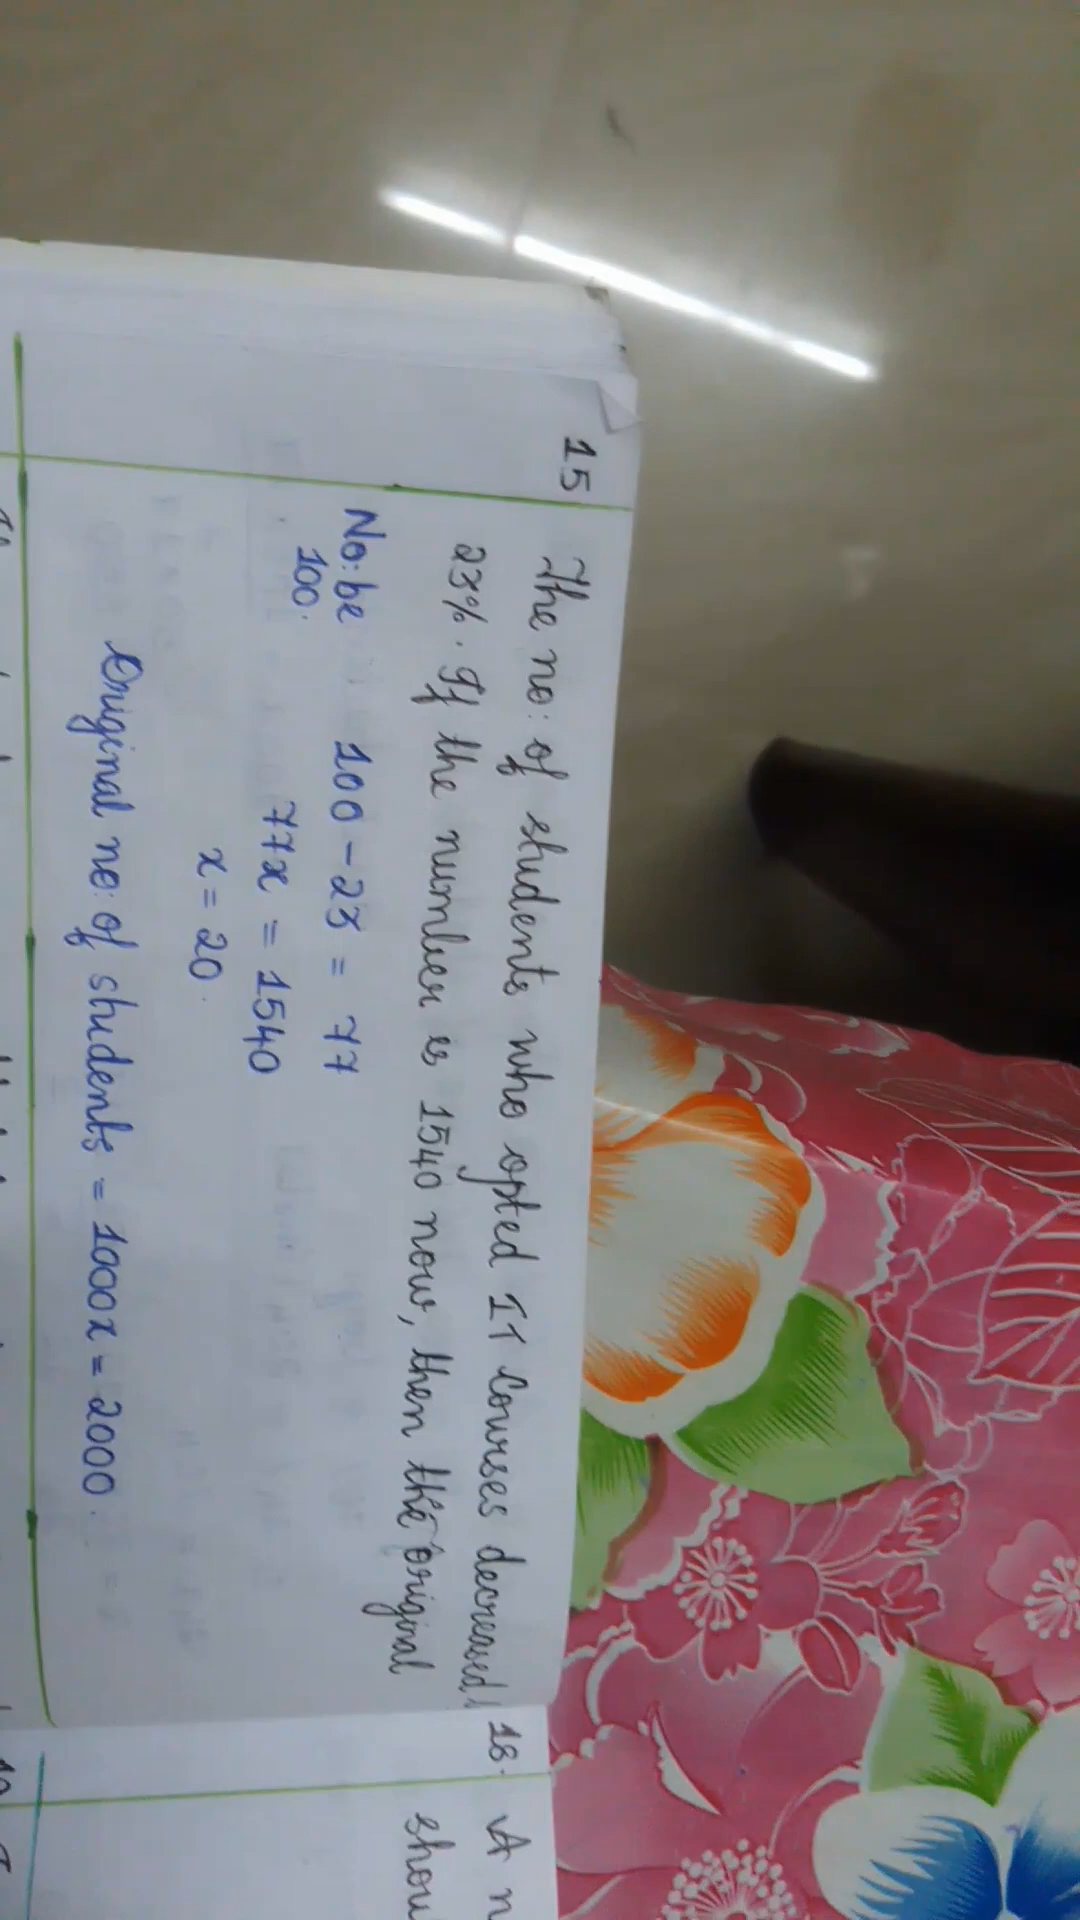 15 The no: of students who opted IT courses decreased
23%. If the number is 1540 now, then the original
No: be 100 - 23 = 77
100.
77x = 1540
x = 20.
Original no: of students = 100x = 2000.
18. A n
show